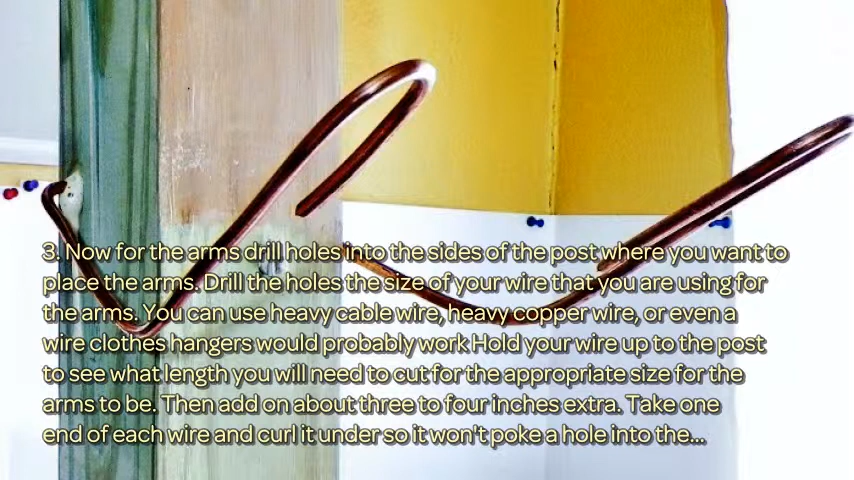 3. Now for the arms drill holes into the sides of the post where you want to
place the arms. Drill the holes the size of your wire that you are using for
the arms. You can use heavy cable wire, heavy copper wire, or even a
wire clothes hangers would probably work Hold your wire up to the post
to see what length you will need to cut for the appropriate size for the
arms to be. Then add on about three to four inches extra. Take one
end of each wire and curl it under so it won't poke a hole into the...